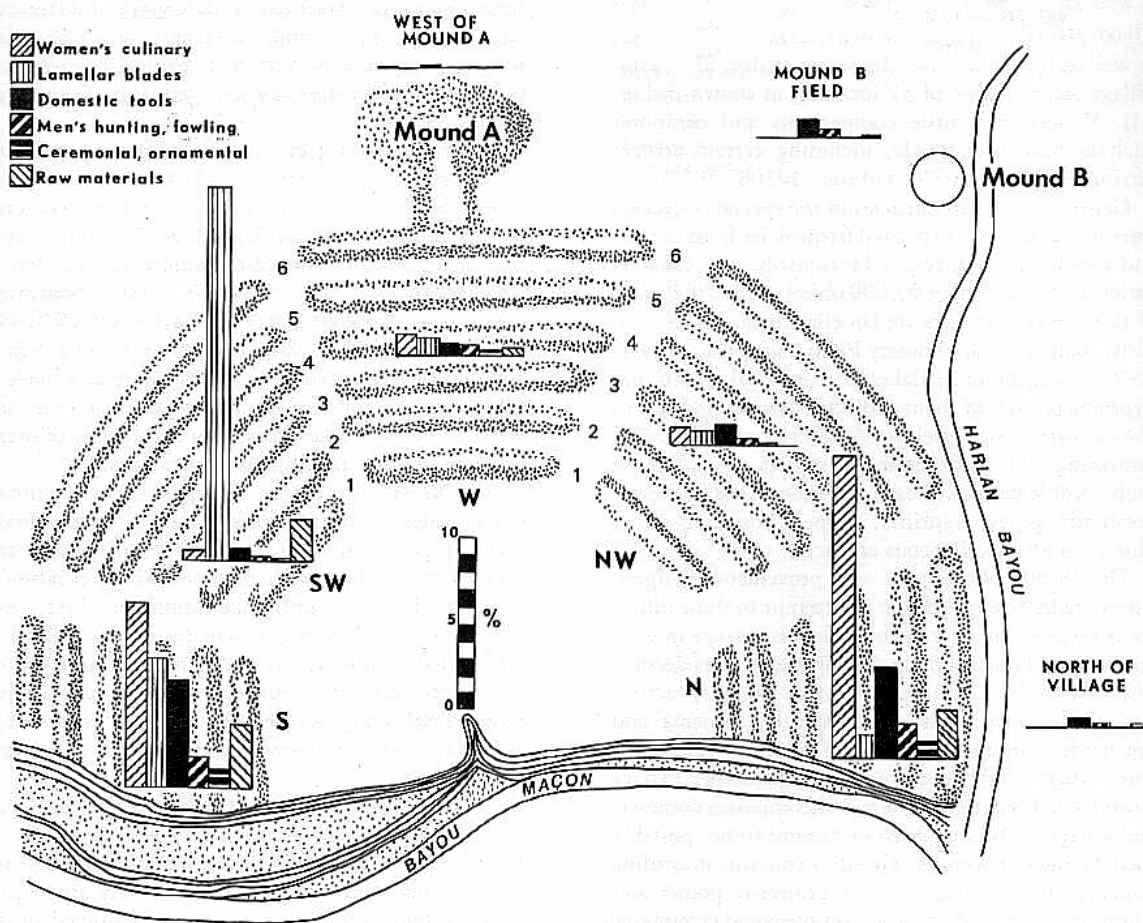 WEST OF
MOUND A
Women's culinary
Lamellar blades
Domestic tools
Men's hunting, fowling
Ceremonial, ornamental
Raw materials
Mound A
MOUND B
FIELD
Mound B
6
6
5
5
4
4
3
3
2
2
1
1
W
SW
NW
10
5
%
0
S
N
HARLAN
BAYOU
NORTH OF
VILLAGE
MACON
BAYOU